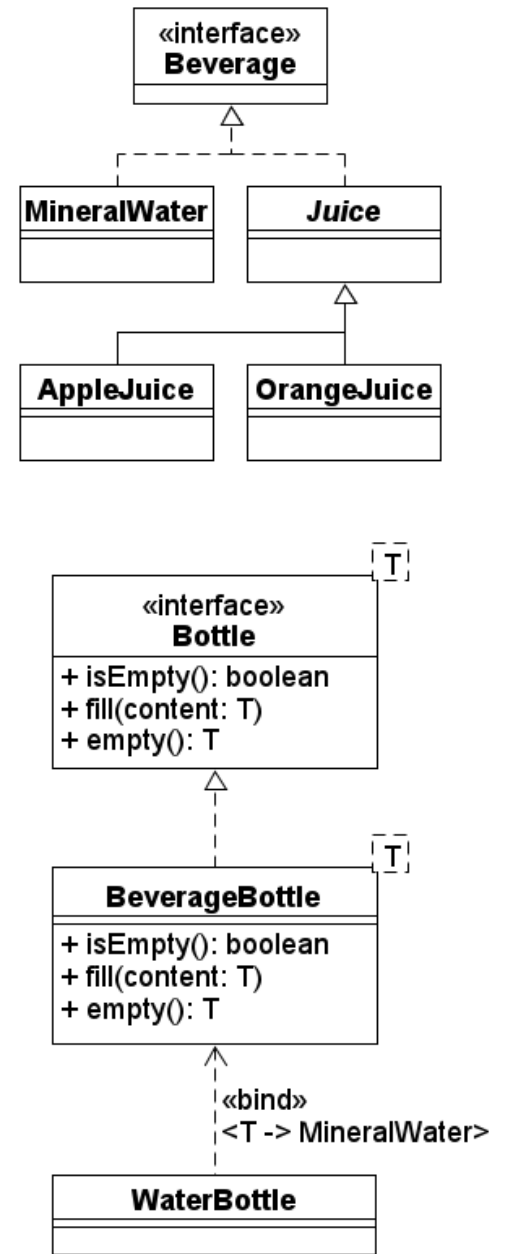 «interface»
Beverage
MineralWater
Juice
AppleJuice
OrangeJuice
T
«interface»
Bottle
+ isEmpty(): boolean
+ fill(content: T)
+ empty(): T
T
BeverageBottle
+ isEmpty(): boolean
+ fill(content: T)
+ empty(): T
«bind»
<T -> MineralWater>
WaterBottle